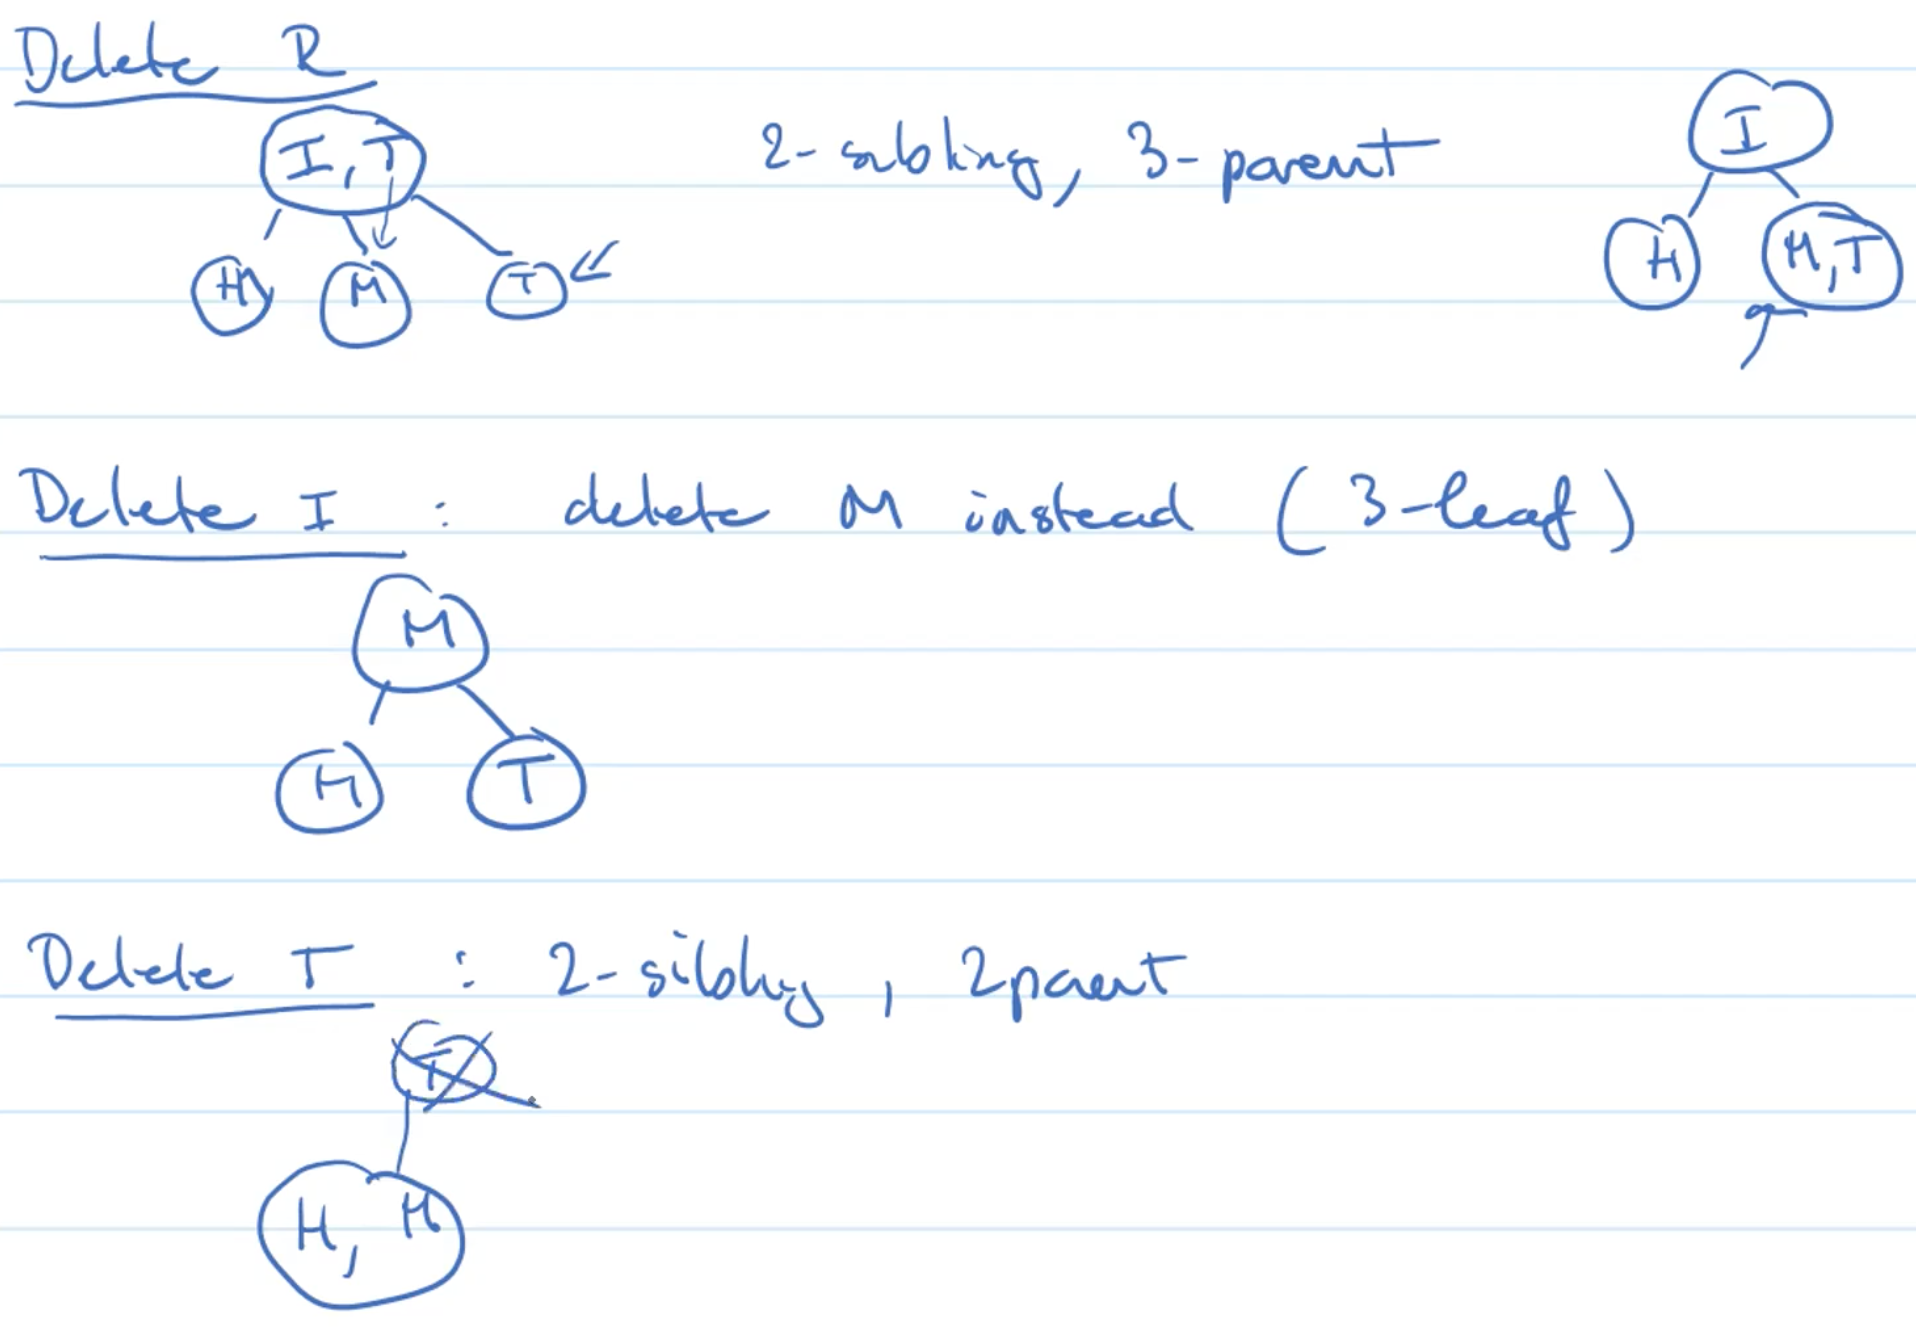 Delete R
I, T
2-sibling, 3-parent
I
H M T
H M,T
Delete I : delete M instead (3-leaf)
M
H T
Delete T : 2-sibling, 2parent
T
H, M